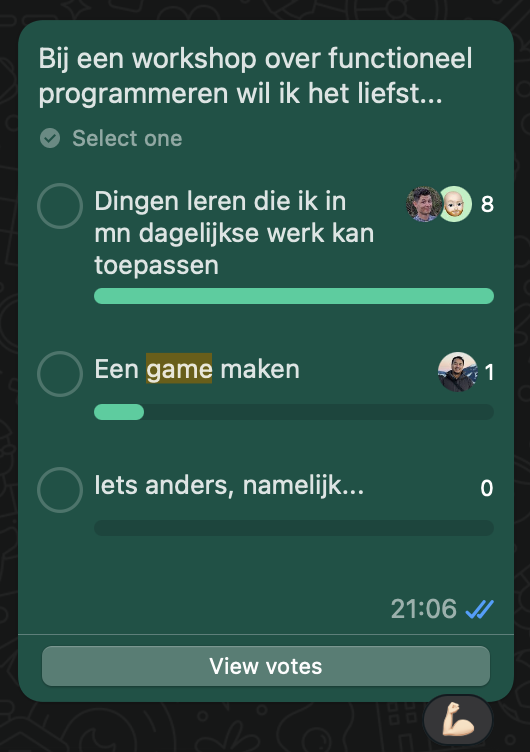 Bij een workshop over functioneel
programmeren wil ik het liefst...
Select one
Dingen leren die ik in
mn dagelijkse werk kan
toepassen
8
Een game maken
1
Iets anders, namelijk...
0
21:06
View votes